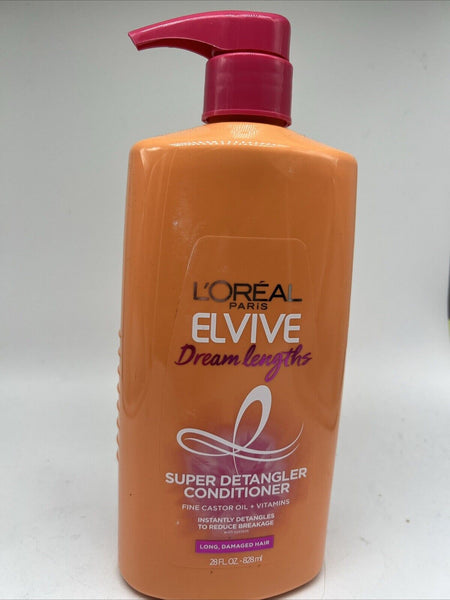 L'ORÉAL
PARIS
ELVIVE
Dream lengths
SUPER DETANGLER
CONDITIONER
FINE CASTOR OIL + VITAMINS
INSTANTLY DETANGLES
TO REDUCE BREAKAGE
LONG, DAMAGED HAIR
28 FL. OZ. - 828 ml